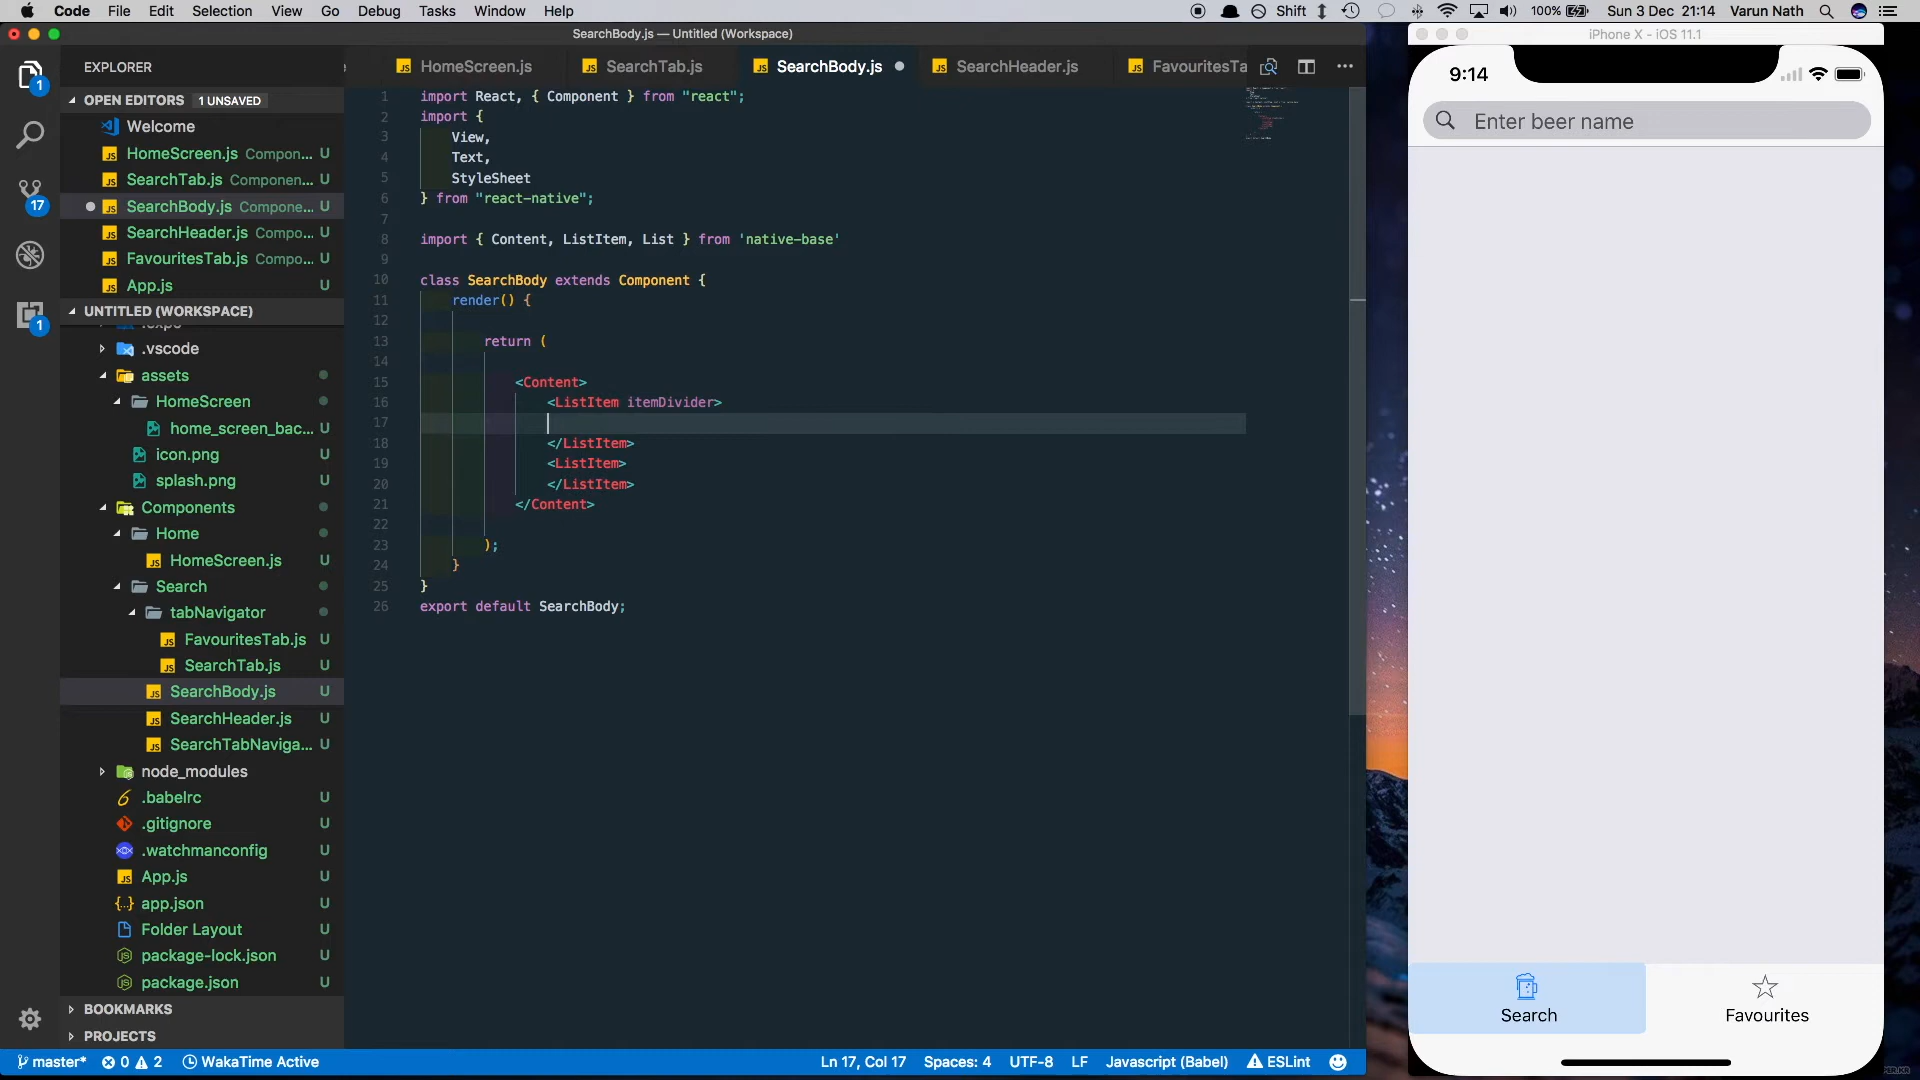 Code File Edit Selection View Go Debug Tasks Window Help
Shift 100% Sun 3 Dec 21:14 Varun Nath
SearchBody.js — Untitled (Workspace)
EXPLORER
OPEN EDITORS 1 UNSAVED
Welcome
HomeScreen.js Compon... U
SearchTab.js Componen... U
SearchBody.js Compone... U
SearchHeader.js Compo... U
FavouritesTab.js Compo... U
App.js U
UNTITLED (WORKSPACE)
.expo
.vscode
assets
HomeScreen
home_screen_bac... U
icon.png U
splash.png U
Components
Home
HomeScreen.js U
Search
tabNavigator
FavouritesTab.js U
SearchTab.js U
SearchBody.js U
SearchHeader.js U
SearchTabNaviga... U
node_modules
.babelrc U
.gitignore U
.watchmanconfig U
App.js U
app.json U
Folder Layout U
package-lock.json U
package.json U
BOOKMARKS
PROJECTS
1
17
1
HomeScreen.js SearchTab.js SearchBody.js SearchHeader.js FavouritesTa
1 import React, { Component } from "react";
2 import {
3 View,
4 Text,
5 StyleSheet
6 } from "react-native";
7
8 import { Content, ListItem, List } from 'native-base'
9
10 class SearchBody extends Component {
11 render() {
12
13 return (
14
15 <Content>
16 <ListItem itemDivider>
17
18 </ListItem>
19 <ListItem>
20 </ListItem>
21 </Content>
22
23 );
24 }
25 }
26 export default SearchBody;
master* 0 2 WakaTime Active Ln 17, Col 17 Spaces: 4 UTF-8 LF Javascript (Babel) ESLint
iPhone X - iOS 11.1
9:14
Enter beer name
Search Favourites